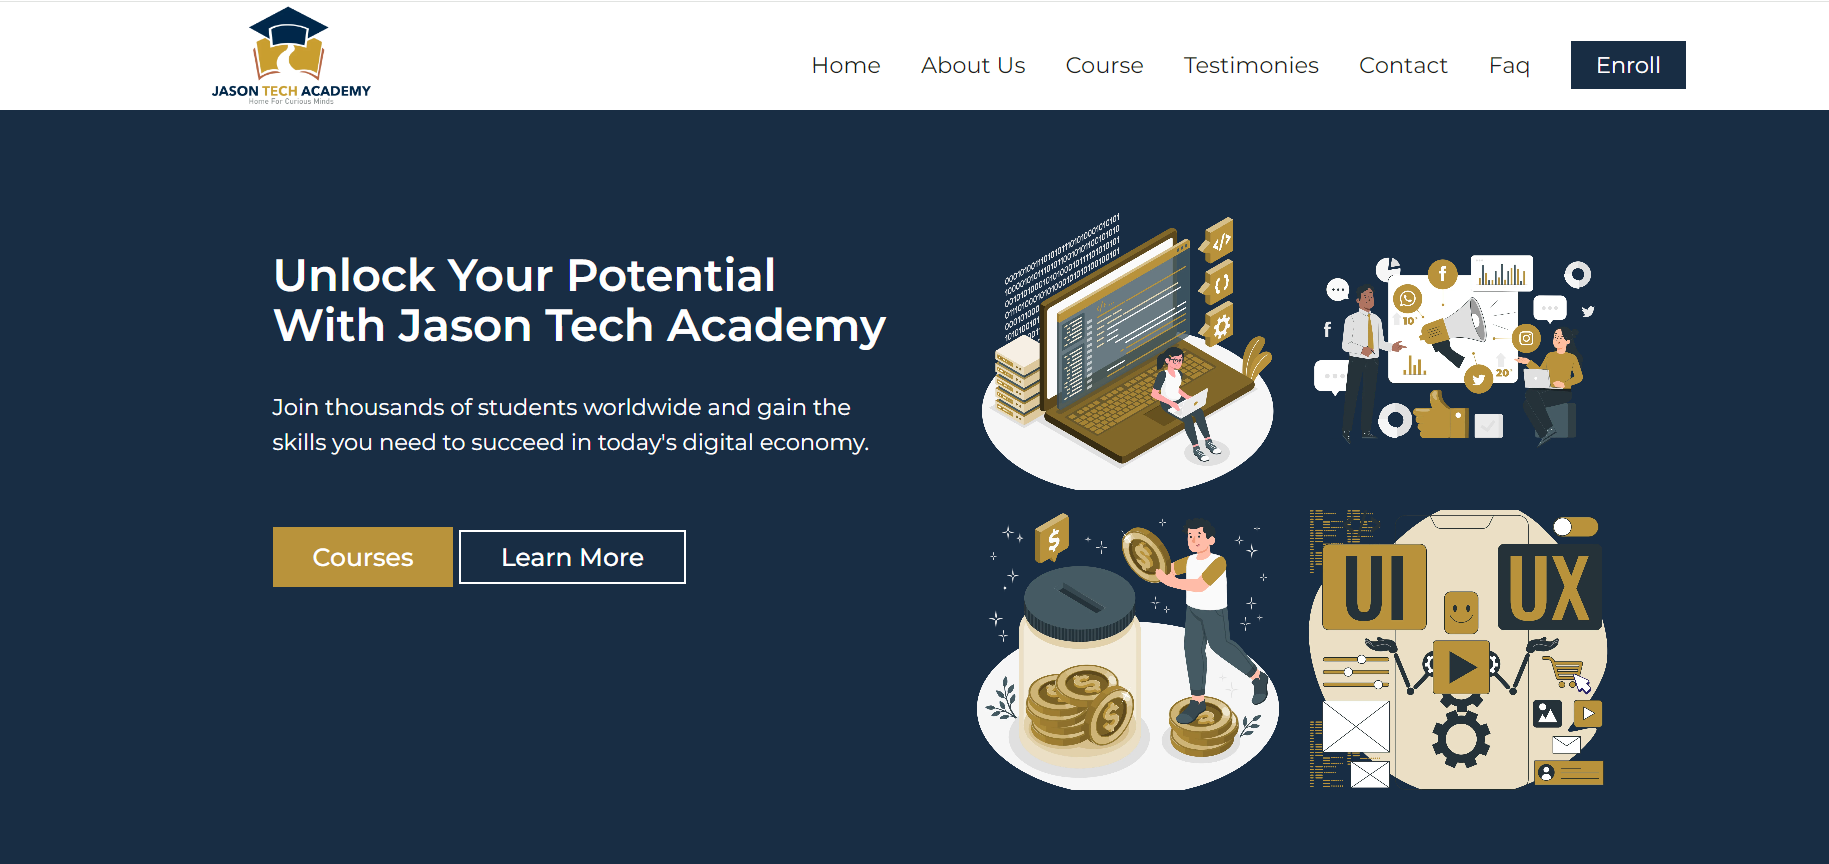 JASON TECH ACADEMY
Home For Curious Minds
Home
About Us
Course
Testimonies
Contact
Faq
Enroll
Unlock Your Potential
With Jason Tech Academy
Join thousands of students worldwide and gain the
skills you need to succeed in today's digital economy.
Courses
Learn More
10
20
UI
UX